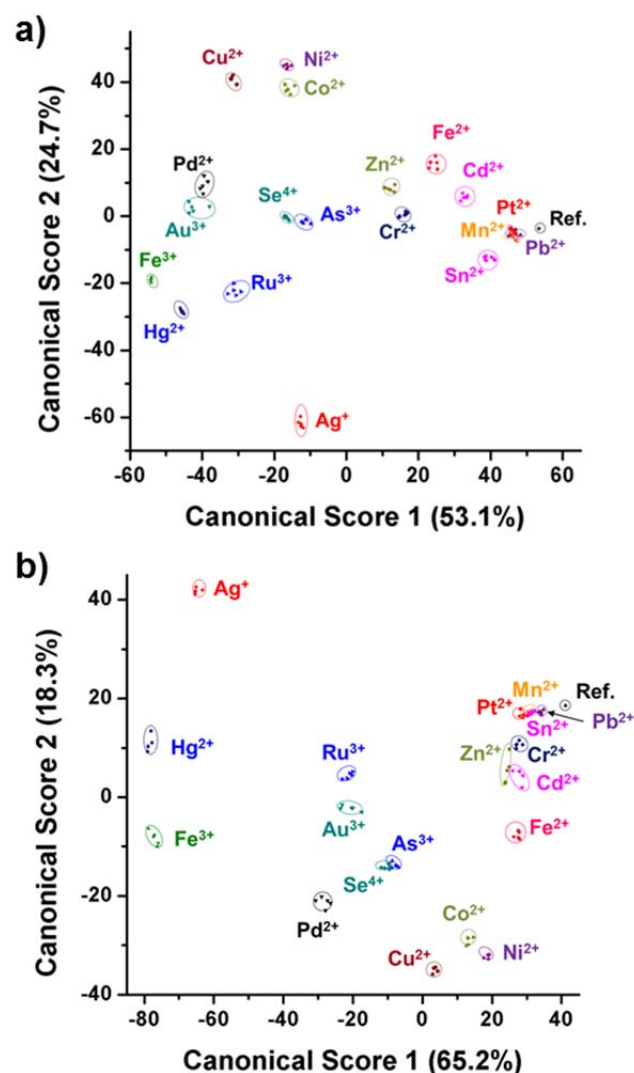 a)
Canonical Score 2 (24.7%)
40
20
0
-20
-40
-60
Cu²⁺
Ni²⁺
Co²⁺
Fe²⁺
Zn²⁺
Pd²⁺
Cd²⁺
Se⁴⁺
As³⁺
Pt²⁺
Ref.
Au³⁺
Cr²⁺
Mn²⁺
Pb²⁺
Fe³⁺
Ru³⁺
Sn²⁺
Hg²⁺
Ag⁺
-60 -40 -20 0 20 40 60
Canonical Score 1 (53.1%)
b)
Canonical Score 2 (18.3%)
40
20
0
-20
-40
Ag⁺
Mn²⁺
Ref.
Pt²⁺
Sn²⁺
Pb²⁺
Hg²⁺
Ru³⁺
Zn²⁺
Cr²⁺
Cd²⁺
Fe³⁺
Au³⁺
Fe²⁺
As³⁺
Se⁴⁺
Pd²⁺
Co²⁺
Cu²⁺
Ni²⁺
-80 -60 -40 -20 0 20 40
Canonical Score 1 (65.2%)